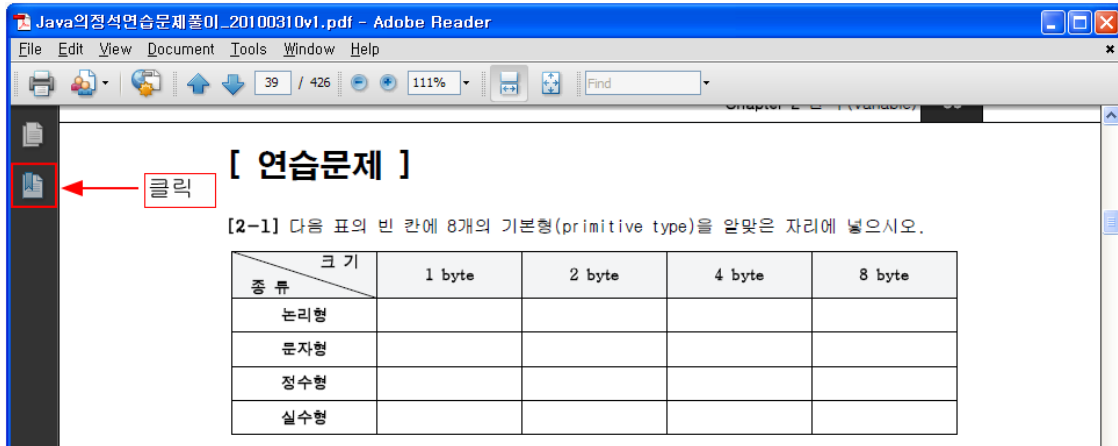 Java의정석연습문제풀이_20100310v1.pdf - Adobe Reader
File Edit View Document Tools Window Help
39 / 426 111% Find
클릭
[ 연습문제 ]
[2-1] 다음 표의 빈 칸에 8개의 기본형(primitive type)을 알맞은 자리에 넣으시오.
크 기
종 류
1 byte 2 byte 4 byte 8 byte
논리형
문자형
정수형
실수형